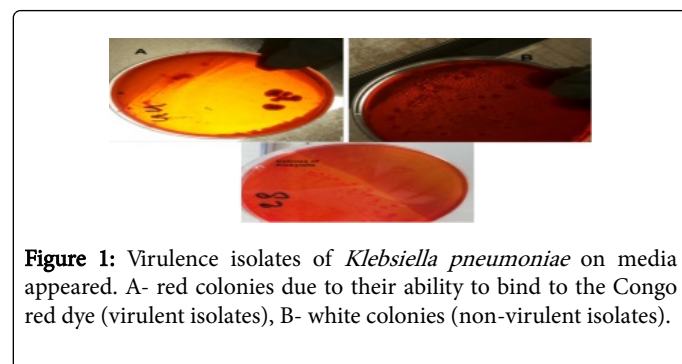 A
B
Figure 1: Virulence isolates of Klebsiella pneumoniae on media
appeared. A- red colonies due to their ability to bind to the Congo
red dye (virulent isolates), B- white colonies (non-virulent isolates).